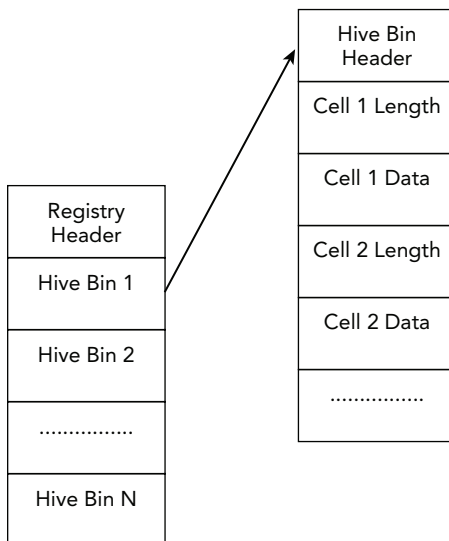 Registry
Header
Hive Bin 1
Hive Bin 2
................
Hive Bin N
Hive Bin
Header
Cell 1 Length
Cell 1 Data
Cell 2 Length
Cell 2 Data
................